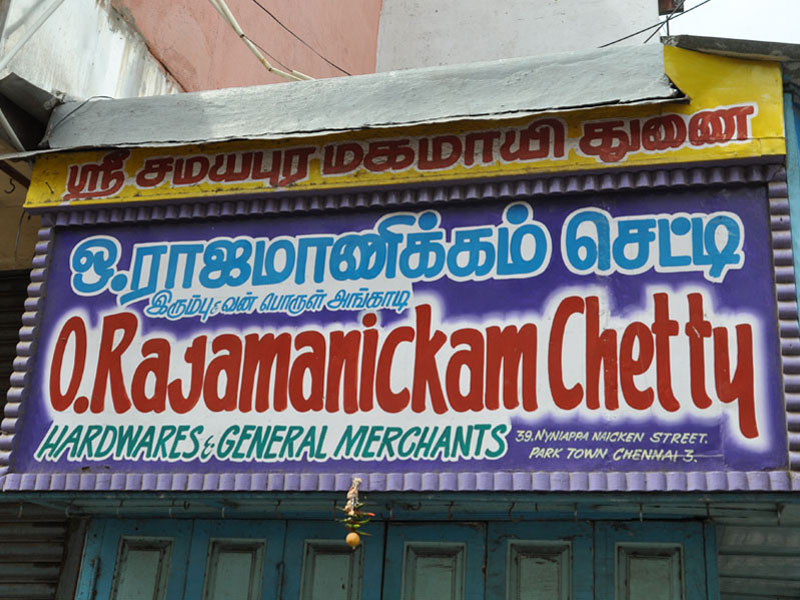 ஸ்ரீ சமயபுர மகமாயி துணை
ஒ.ராஜமாணிக்கம் செட்டி
இரும்பு & வன் பொருள் அங்காடி
O.Rajamanickam Chetty
HARDWARES & GENERAL MERCHANTS
39.NYNIAPPA NAICKEN STREET.
PARK TOWN CHENNAI 3.